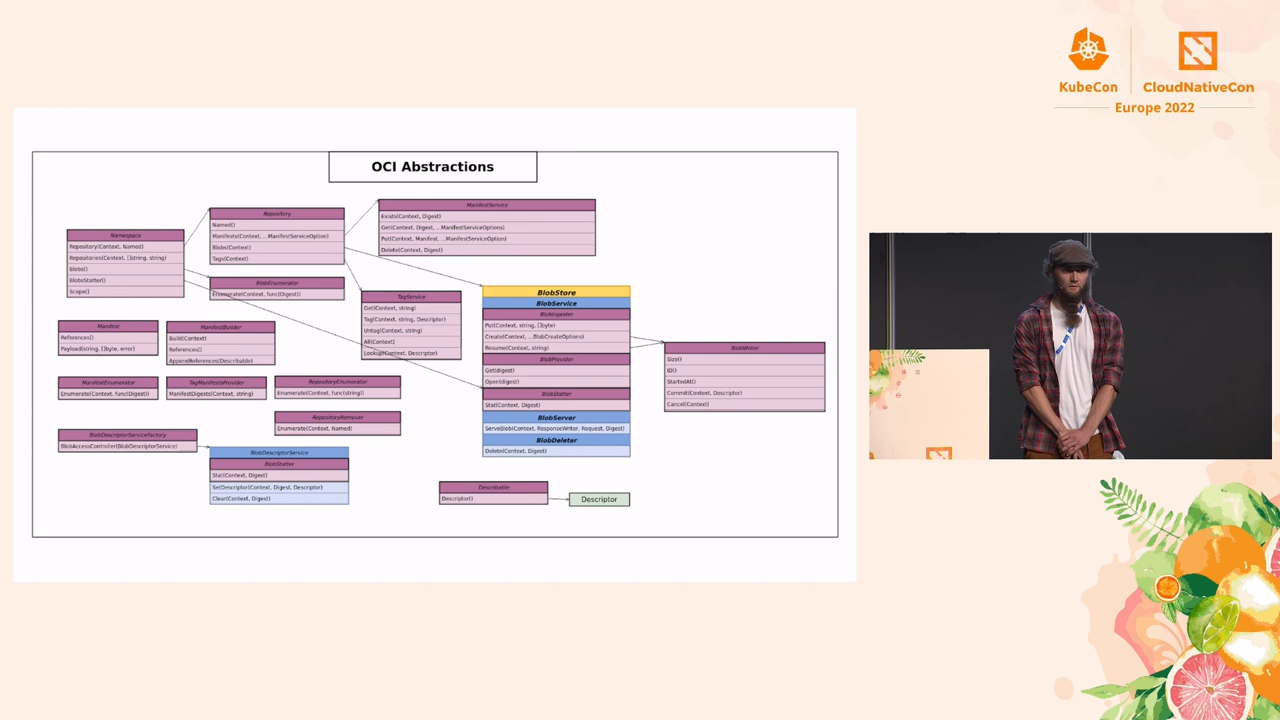 KubeCon
CloudNativeCon
Europe 2022
OCI Abstractions
Namespace
Repository(Context, Named)
Repositories(Context, []string, string)
Blobs()
BlobsStatter()
Scope()
Repository
Named()
Manifests(Context, ...ManifestServiceOption)
Blobs(Context)
Tags(Context)
ManifestService
Exists(Context, Digest)
Get(Context, Digest, ...ManifestServiceOptions)
Put(Context, Manifest, ...ManifestServiceOption)
Delete(Context, Digest)
BlobEnumerator
Enumerate(Context, func(Digest))
TagService
Get(Context, string)
Tag(Context, string, Descriptor)
Untag(Context, string)
All(Context)
Lookup(Context, Descriptor)
BlobStore
BlobService
BlobIngester
Put(Context, string, []byte)
Create(Context, ...BlobCreateOptions)
Resume(Context, string)
BlobProvider
Get(digest)
Open(digest)
BlobStatter
Stat(Context, Digest)
BlobServer
ServeBlob(Context, ResponseWriter, Request, Digest)
BlobDeleter
Delete(Context, Digest)
BlobWriter
Size()
ID()
StartedAt()
Commit(Context, Descriptor)
Cancel(Context)
Manifest
References()
Payload(string, []byte, error)
ManifestBuilder
Build(Context)
References()
AppendReferences(Describable)
ManifestEnumerator
Enumerate(Context, func(Digest))
TagManifestsProvider
ManifestDigests(Context, string)
RepositoryEnumerator
Enumerate(Context, func(string))
RepositoryRemover
Enumerate(Context, Named)
BlobDescriptorServiceFactory
BlobAccessController(BlobDescriptorService)
BlobDescriptorService
BlobStatter
Stat(Context, Digest)
SetDescriptor(Context, Digest, Descriptor)
Clear(Context, Digest)
Describable
Descriptor()
Descriptor